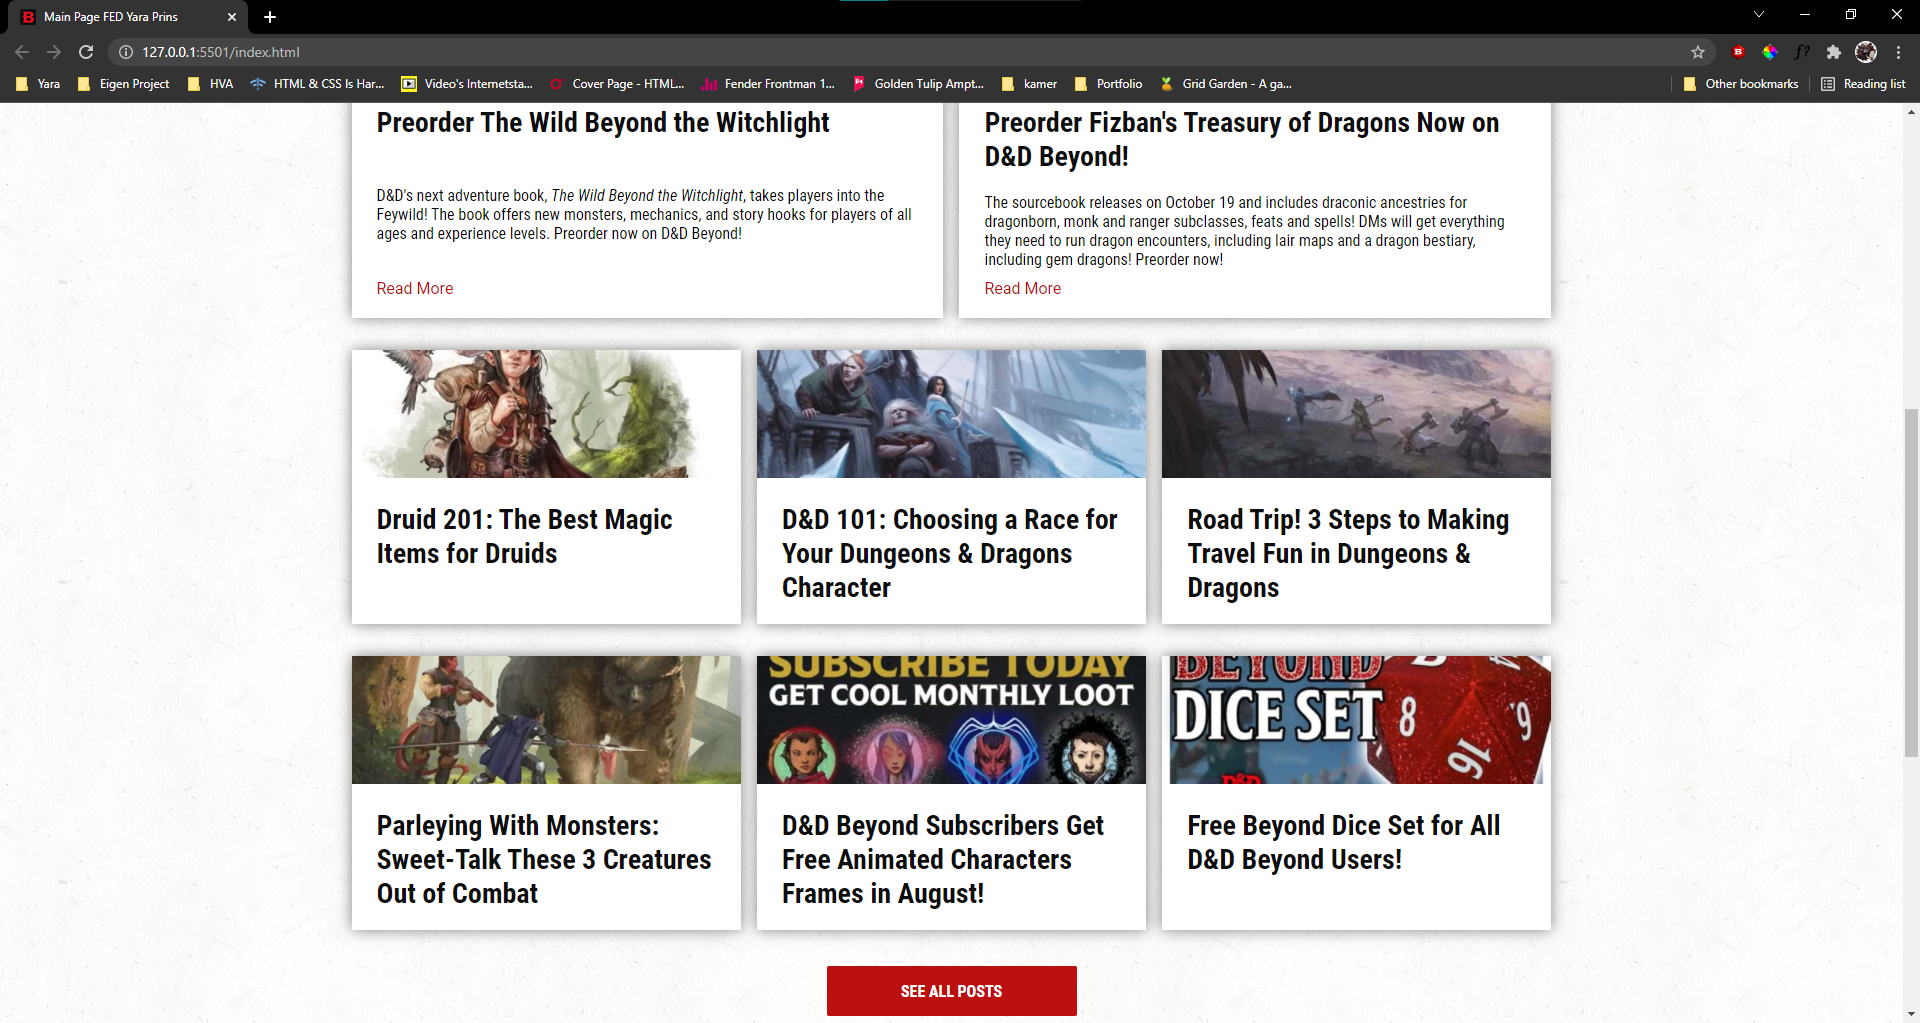 Main Page FED Yara Prins
127.0.0.1:5501/index.html
Yara
Eigen Project
HVA
HTML & CSS Is Har...
Video's Internetsta...
Cover Page - HTML...
Fender Frontman 1...
Golden Tulip Ampt...
kamer
Portfolio
Grid Garden - A ga...
Other bookmarks
Reading list
Preorder The Wild Beyond the Witchlight
D&D's next adventure book, The Wild Beyond the Witchlight, takes players into the
Feywild! The book offers new monsters, mechanics, and story hooks for players of all
ages and experience levels. Preorder now on D&D Beyond!
Read More
Preorder Fizban's Treasury of Dragons Now on
D&D Beyond!
The sourcebook releases on October 19 and includes draconic ancestries for
dragonborn, monk and ranger subclasses, feats and spells! DMs will get everything
they need to run dragon encounters, including lair maps and a dragon bestiary,
including gem dragons! Preorder now!
Read More
Druid 201: The Best Magic
Items for Druids
D&D 101: Choosing a Race for
Your Dungeons & Dragons
Character
Road Trip! 3 Steps to Making
Travel Fun in Dungeons &
Dragons
Parleying With Monsters:
Sweet-Talk These 3 Creatures
Out of Combat
SUBSCRIBE TODAY
GET COOL MONTHLY LOOT
D&D Beyond Subscribers Get
Free Animated Characters
Frames in August!
BEYOND
DICE SET
8
9
16
Free Beyond Dice Set for All
D&D Beyond Users!
SEE ALL POSTS